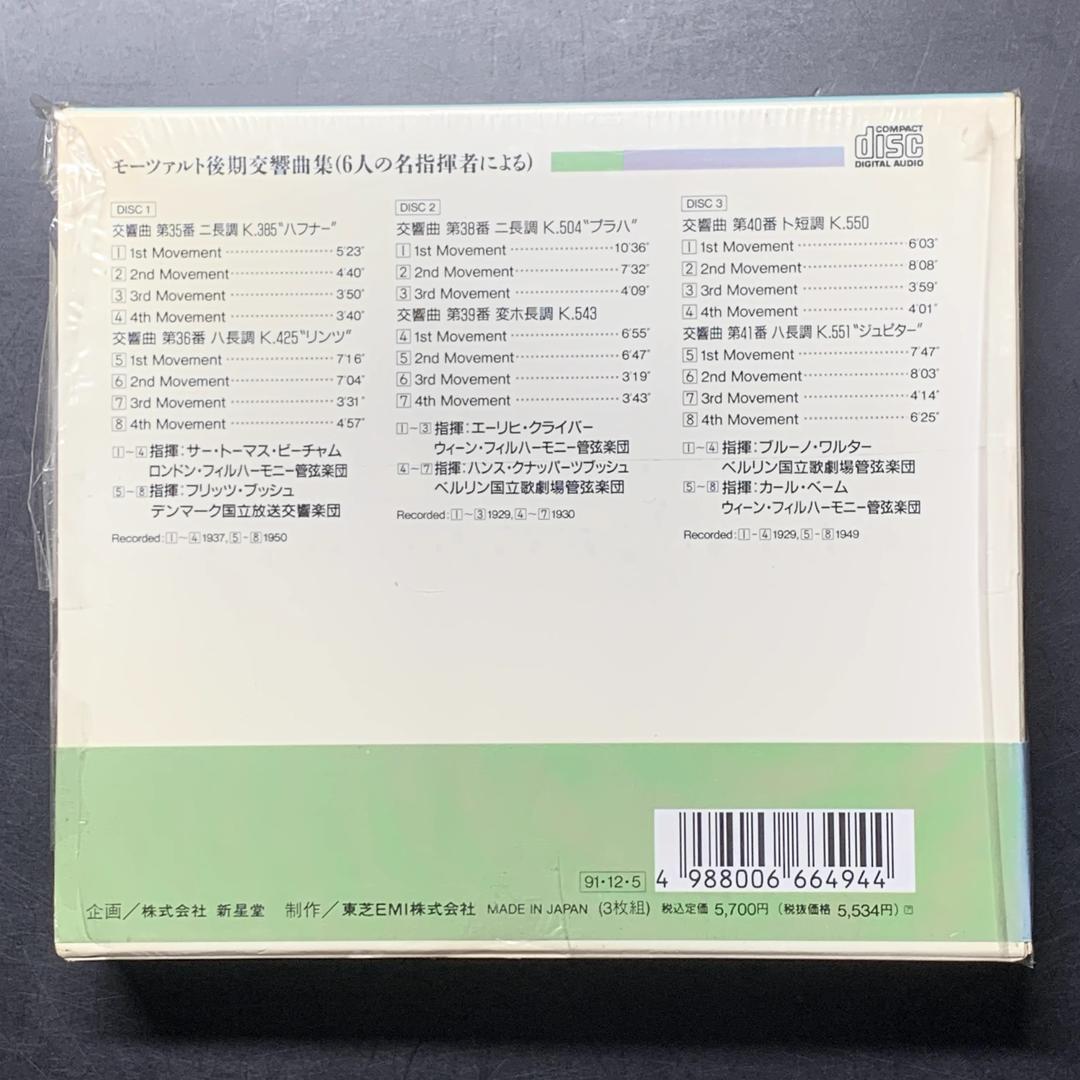 モーツァルト後期交響曲集(6人の名指揮者による)
COMPACT
disc
DIGITAL AUDIO
DISC 1
交響曲 第35番 ニ長調 K.385"ハフナー"
1 1st Movement 5'23"
2 2nd Movement 4'40"
3 3rd Movement 3'50"
4 4th Movement 3'40"
交響曲 第36番 ハ長調 K.425"リンツ"
5 1st Movement 7'16"
6 2nd Movement 7'04"
7 3rd Movement 3'31"
8 4th Movement 4'57"
1~4 指揮:サー・トーマス・ビーチャム
ロンドン・フィルハーモニー管弦楽団
5~8 指揮:フリッツ・ブッシュ
デンマーク国立放送交響楽団
Recorded: 1~4 1937, 5-8 1950
DISC 2
交響曲 第38番 ニ長調 K.504"プラハ"
1 1st Movement 10'36"
2 2nd Movement 7'32"
3 3rd Movement 4'09"
交響曲 第39番 変ホ長調 K.543
4 1st Movement 6'55"
5 2nd Movement 6'47"
6 3rd Movement 3'19"
7 4th Movement 3'43"
1~3 指揮:エーリヒ・クライバー
ウィーン・フィルハーモニー管弦楽団
4~7 指揮:ハンス・クナッパーツブッシュ
ベルリン国立歌劇場管弦楽団
Recorded: 1~3 1929, 4~7 1930
DISC 3
交響曲 第40番 ト短調 K.550
1 1st Movement 6'03"
2 2nd Movement 8'08"
3 3rd Movement 3'59"
4 4th Movement 4'01"
交響曲 第41番 ハ長調 K.551"ジュピター"
5 1st Movement 7'47"
6 2nd Movement 8'03"
7 3rd Movement 4'14"
8 4th Movement 6'25"
1~4 指揮:ブルーノ・ワルター
ベルリン国立歌劇場管弦楽団
5~8 指揮:カール・ベーム
ウィーン・フィルハーモニー管弦楽団
Recorded: 1-4 1929, 5-8 1949
91・12・5
4 988006 664944
企画/株式会社 新星堂 制作/東芝EMI株式会社 MADE IN JAPAN (3枚組) 税込定価 5,700円 (税抜価格 5,534円)